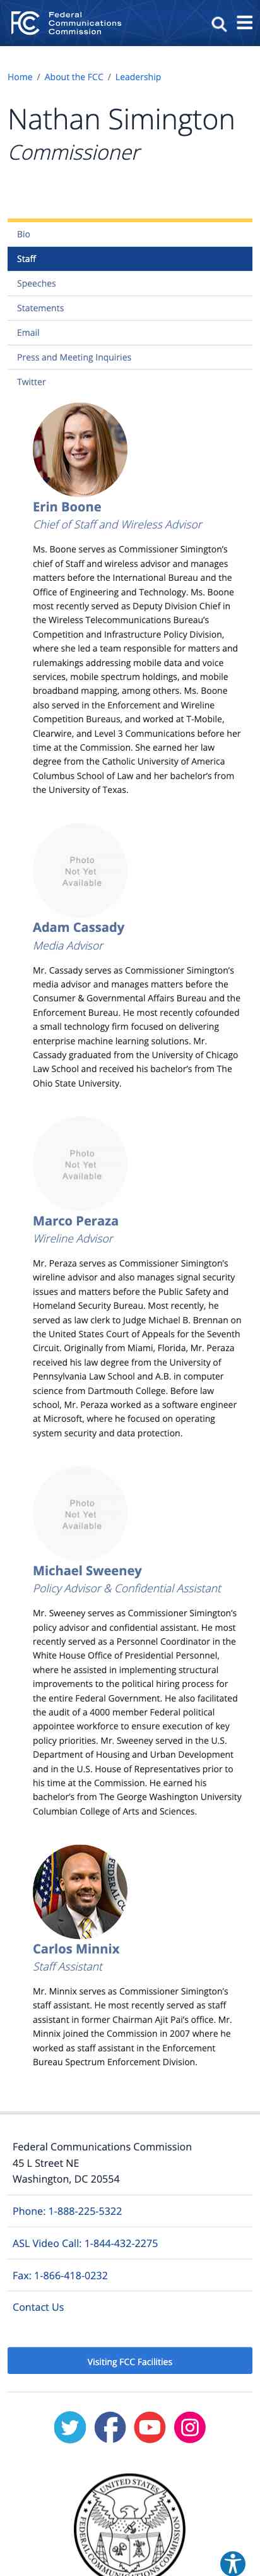 Federal
Communications
Commission
Home / About the FCC / Leadership
Nathan Simington
Commissioner
Bio
Staff
Speeches
Statements
Email
Press and Meeting Inquiries
Twitter
Erin Boone
Chief of Staff and Wireless Advisor
Ms. Boone serves as Commissioner Simington's
chief of Staff and wireless advisor and manages
matters before the International Bureau and the
Office of Engineering and Technology. Ms. Boone
most recently served as Deputy Division Chief in
the Wireless Telecommunications Bureau's
Competition and Infrastructure Policy Division,
where she led a team responsible for matters and
rulemakings addressing mobile data and voice
services, mobile spectrum holdings, and mobile
broadband mapping, among others. Ms. Boone
also served in the Enforcement and Wireline
Competition Bureaus, and worked at T-Mobile,
Clearwire, and Level 3 Communications before her
time at the Commission. She earned her law
degree from the Catholic University of America
Columbus School of Law and her bachelor's from
the University of Texas.
Photo
Not Yet
Available
Adam Cassady
Media Advisor
Mr. Cassady serves as Commissioner Simington's
media advisor and manages matters before the
Consumer & Governmental Affairs Bureau and the
Enforcement Bureau. He most recently cofounded
a small technology firm focused on delivering
enterprise machine learning solutions. Mr.
Cassady graduated from the University of Chicago
Law School and received his bachelor's from The
Ohio State University.
Photo
Not Yet
Available
Marco Peraza
Wireline Advisor
Mr. Peraza serves as Commissioner Simington's
wireline advisor and also manages signal security
issues and matters before the Public Safety and
Homeland Security Bureau. Most recently, he
served as law clerk to Judge Michael B. Brennan on
the United States Court of Appeals for the Seventh
Circuit. Originally from Miami, Florida, Mr. Peraza
received his law degree from the University of
Pennsylvania Law School and A.B. in computer
science from Dartmouth College. Before law
school, Mr. Peraza worked as a software engineer
at Microsoft, where he focused on operating
system security and data protection.
Photo
Not Yet
Available
Michael Sweeney
Policy Advisor & Confidential Assistant
Mr. Sweeney serves as Commissioner Simington's
policy advisor and confidential assistant. He most
recently served as a Personnel Coordinator in the
White House Office of Presidential Personnel,
where he assisted in implementing structural
improvements to the political hiring process for
the entire Federal Government. He also facilitated
the audit of a 4000 member Federal political
appointee workforce to ensure execution of key
policy priorities. Mr. Sweeney served in the U.S.
Department of Housing and Urban Development
and in the U.S. House of Representatives prior to
his time at the Commission. He earned his
bachelor's from The George Washington University
Columbian College of Arts and Sciences.
Carlos Minnix
Staff Assistant
Mr. Minnix serves as Commissioner Simington's
staff assistant. He most recently served as staff
assistant in former Chairman Ajit Pai's office. Mr.
Minnix joined the Commission in 2007 where he
worked as staff assistant in the Enforcement
Bureau Spectrum Enforcement Division.
Federal Communications Commission
45 L Street NE
Washington, DC 20554
Phone: 1-888-225-5322
ASL Video Call: 1-844-432-2275
Fax: 1-866-418-0232
Contact Us
Visiting FCC Facilities
UNITED STATES
FEDERAL COMMUNICATIONS COMMISSION